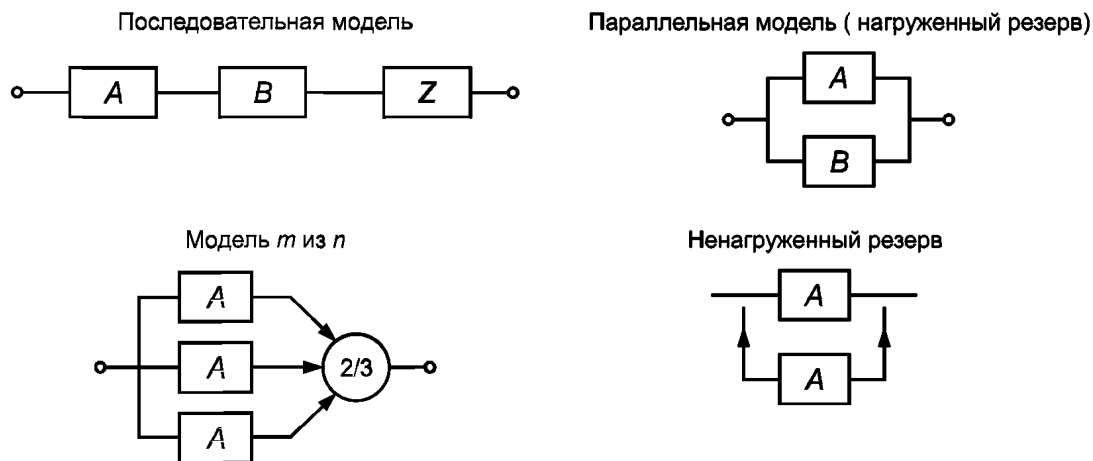 Последовательная модель
Параллельная модель ( нагруженный резерв)
A
B
Z
A
B
Модель m из n
Ненагруженный резерв
A
A
A
2/3
A
A